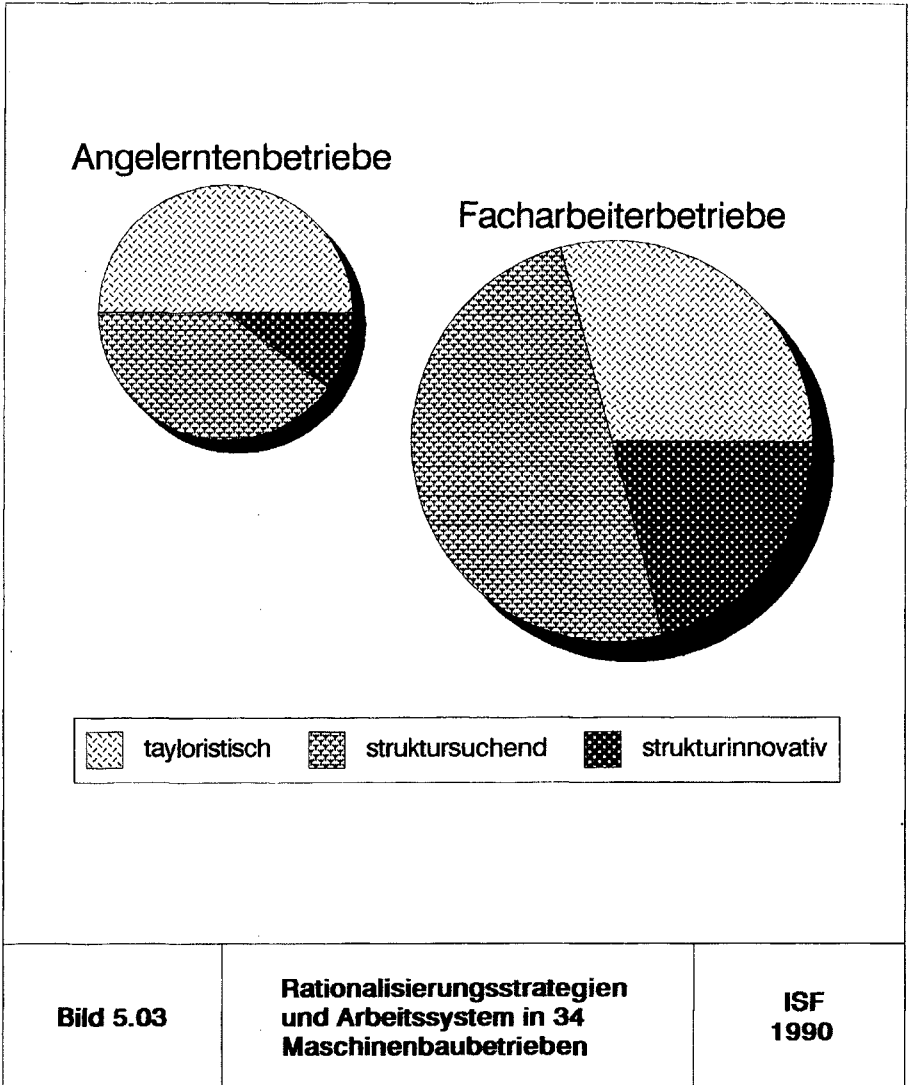 Angelerntenbetriebe
Facharbeiterbetriebe
tayloristisch struktursuchend strukturinnovativ
Bild 5.03
Rationalisierungsstrategien
und Arbeitssystem in 34
Maschinenbaubetrieben
ISF
1990